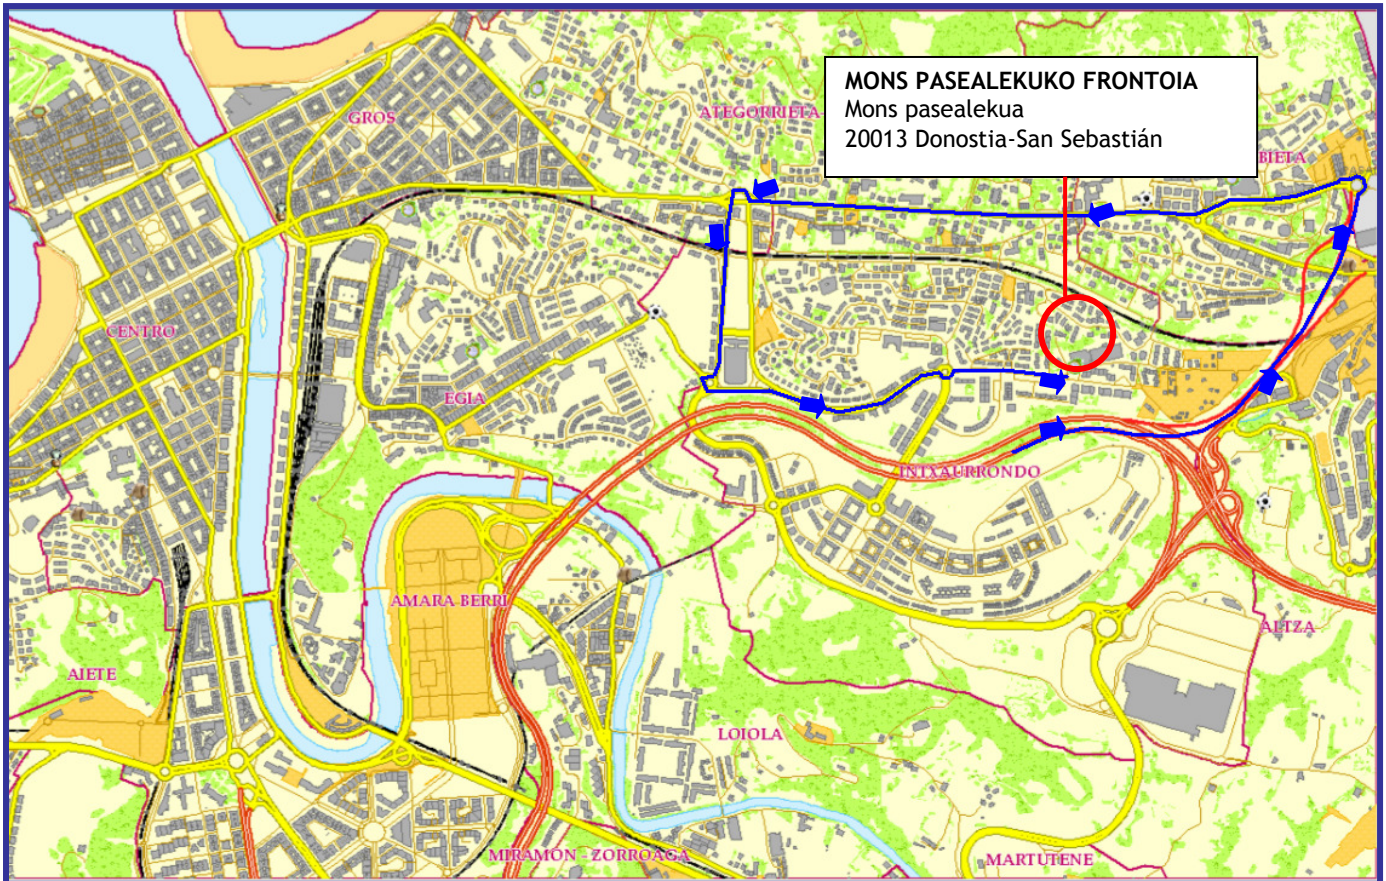 MONS PASEALEKUKO FRONTOIA
Mons pasealekua
20013 Donostia-San Sebastián
GROS
ATEGORRIETA-
BIETA
CENTRO
EGIA
INTXAURRONDO
AMARA BERRI
ALTZA
AIETE
LOIOLA
MIRAMON - ZORROAGA
MARTUTENE